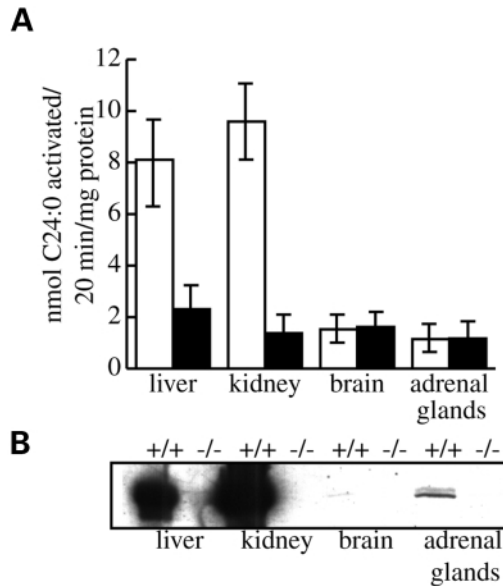 A
nmol C24:0 activated/
20 min/mg protein
12
10
8
6
4
2
0
liver kidney brain adrenal
glands
B
+/+ -/- +/+ -/- +/+ -/- +/+ -/-
liver kidney brain adrenal
glands